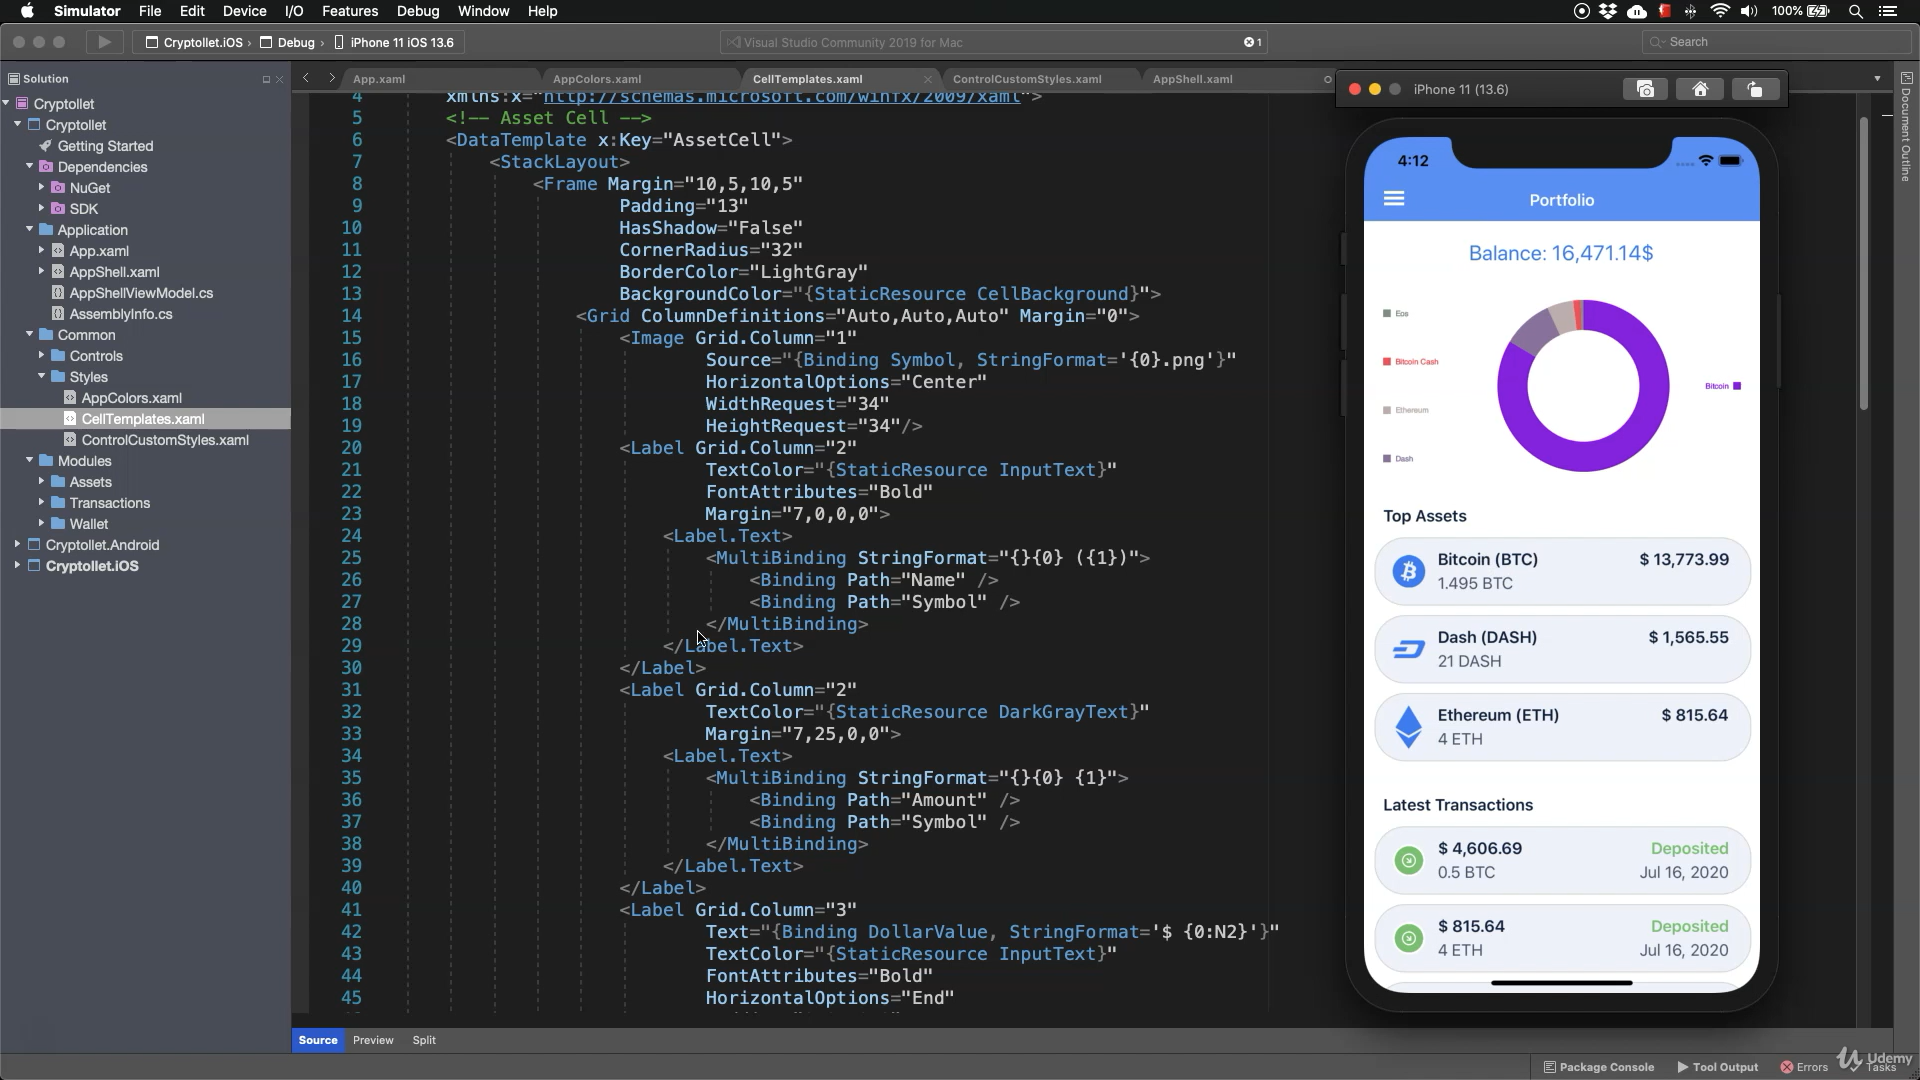 Simulator File Edit View Device I/O Features Debug Window Help 100%
Cryptollet.iOS › Debug › iPhone 11 iOS 13.6 Visual Studio Community 2019 for Mac 1 Search
Solution
Cryptollet
Cryptollet
Getting Started
Dependencies
NuGet
SDK
Application
App.xaml
AppShell.xaml
AppShellViewModel.cs
AssemblyInfo.cs
Common
Controls
Styles
AppColors.xaml
CellTemplates.xaml
ControlCustomStyles.xaml
Modules
Assets
Transactions
Wallet
Cryptollet.Android
Cryptollet.iOS
App.xaml AppColors.xaml CellTemplates.xaml ControlCustomStyles.xaml AppShell.xaml
4 xmlns:x="http://schemas.microsoft.com/winfx/2009/xaml">
5 <!-- Asset Cell -->
6 <DataTemplate x:Key="AssetCell">
7 <StackLayout>
8 <Frame Margin="10,5,10,5"
9 Padding="13"
10 HasShadow="False"
11 CornerRadius="32"
12 BorderColor="LightGray"
13 BackgroundColor="{StaticResource CellBackground}">
14 <Grid ColumnDefinitions="Auto,Auto,Auto" Margin="0">
15 <Image Grid.Column="1"
16 Source="{Binding Symbol, StringFormat='{0}.png'}"
17 HorizontalOptions="Center"
18 WidthRequest="34"
19 HeightRequest="34"/>
20 <Label Grid.Column="2"
21 TextColor="{StaticResource InputText}"
22 FontAttributes="Bold"
23 Margin="7,0,0,0">
24 <Label.Text>
25 <MultiBinding StringFormat="{}{0} ({1})">
26 <Binding Path="Name" />
27 <Binding Path="Symbol" />
28 </MultiBinding>
29 </Label.Text>
30 </Label>
31 <Label Grid.Column="2"
32 TextColor="{StaticResource DarkGrayText}"
33 Margin="7,25,0,0">
34 <Label.Text>
35 <MultiBinding StringFormat="{}{0} {1}">
36 <Binding Path="Amount" />
37 <Binding Path="Symbol" />
38 </MultiBinding>
39 </Label.Text>
40 </Label>
41 <Label Grid.Column="3"
42 Text="{Binding DollarValue, StringFormat='$ {0:N2}'}"
43 TextColor="{StaticResource InputText}"
44 FontAttributes="Bold"
45 HorizontalOptions="End"
Source Preview Split
iPhone 11 (13.6)
4:12
Portfolio
Balance: 16,471.14$
Eos
Bitcoin Cash
Bitcoin
Ethereum
Dash
Top Assets
Bitcoin (BTC) $ 13,773.99
1.495 BTC
Dash (DASH) $ 1,565.55
21 DASH
Ethereum (ETH) $ 815.64
4 ETH
Latest Transactions
$ 4,606.69 Deposited
0.5 BTC Jul 16, 2020
$ 815.64 Deposited
4 ETH Jul 16, 2020
Document Outline
Package Console Tool Output Errors Tasks
Udemy